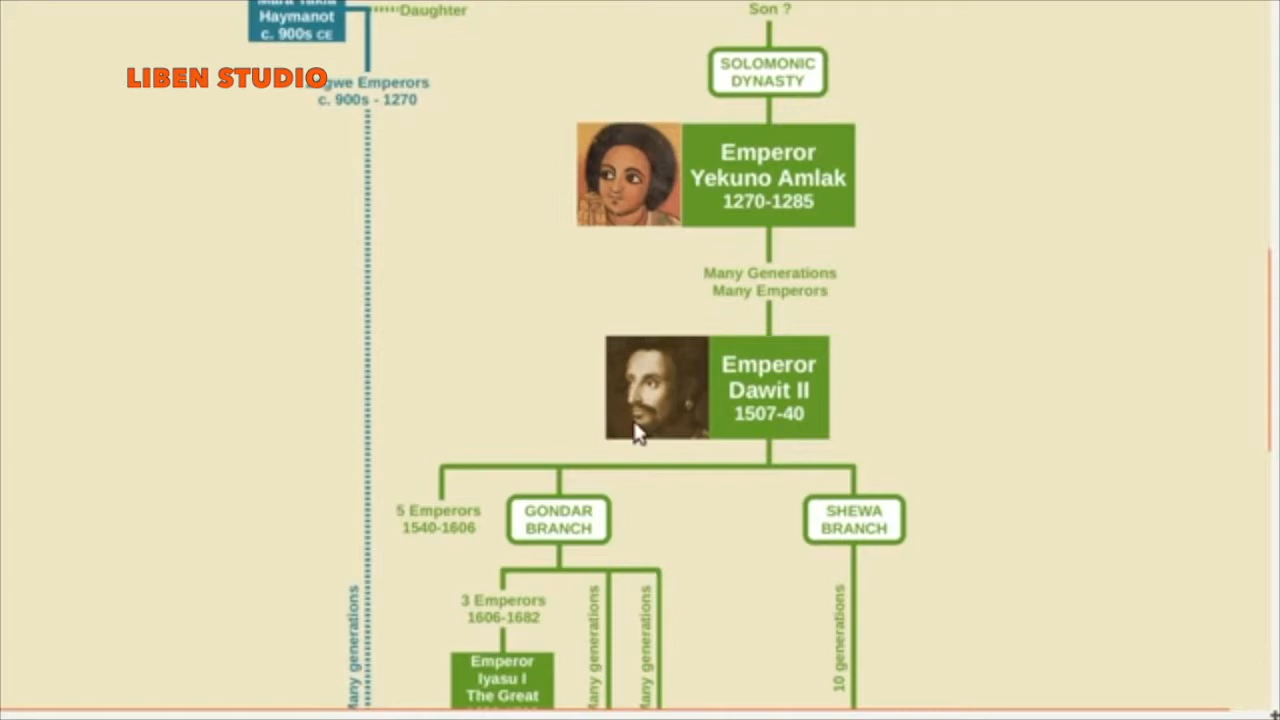 Mara Takla
Haymanot
c. 900s CE
Daughter
Son ?
LIBEN STUDIO
Emperors
c. 900s - 1270
SOLOMONIC
DYNASTY
Emperor
Yekuno Amlak
1270-1285
Many Generations
Many Emperors
Emperor
Dawit II
1507-40
5 Emperors
1540-1606
GONDAR
BRANCH
SHEWA
BRANCH
3 Emperors
1606-1682
Emperor
Iyasu I
The Great
Many generations
Many generations
Many generations
10 generations